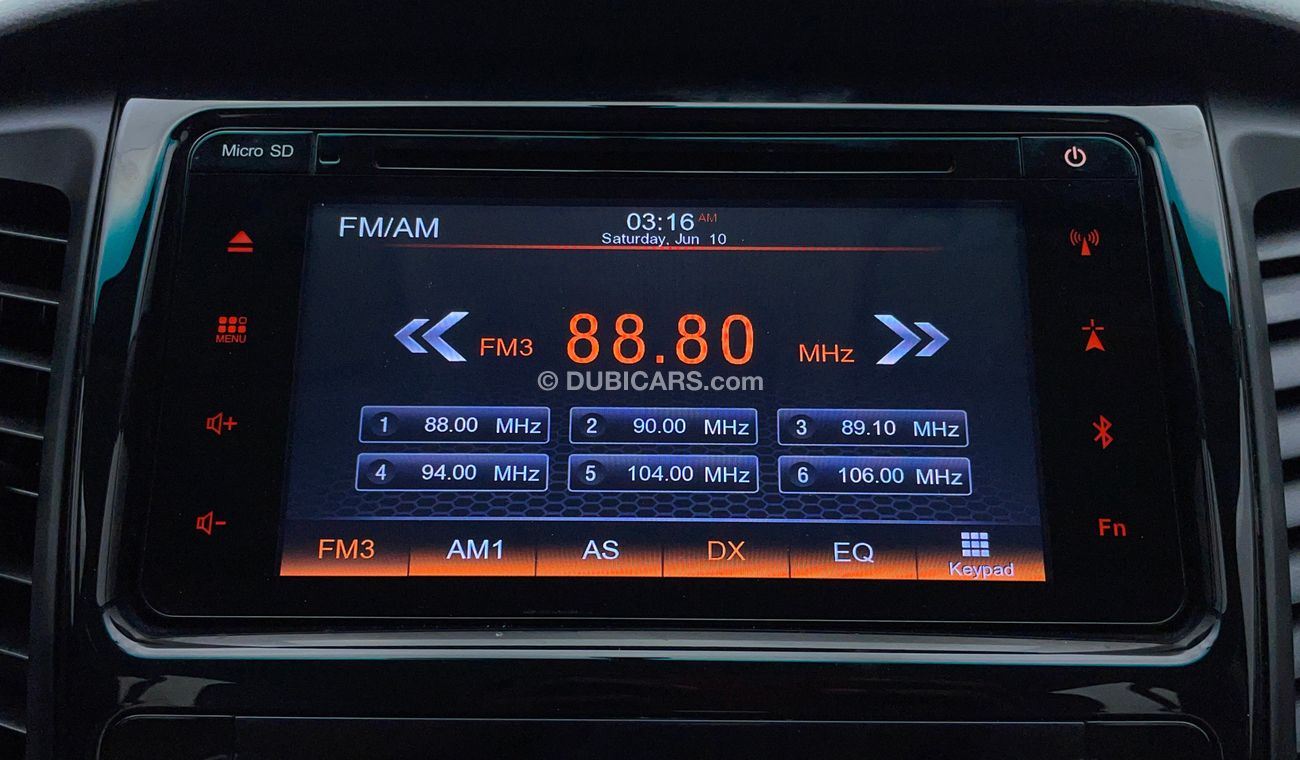 Micro SD
FM/AM
03:16 AM
Saturday, Jun 10
MENU
FM3 88.80 MHz
© DUBICARS.com
1 88.00 MHz
2 90.00 MHz
3 89.10 MHz
4 94.00 MHz
5 104.00 MHz
6 106.00 MHz
Fn
FM3
AM1
AS
DX
EQ
Keypad